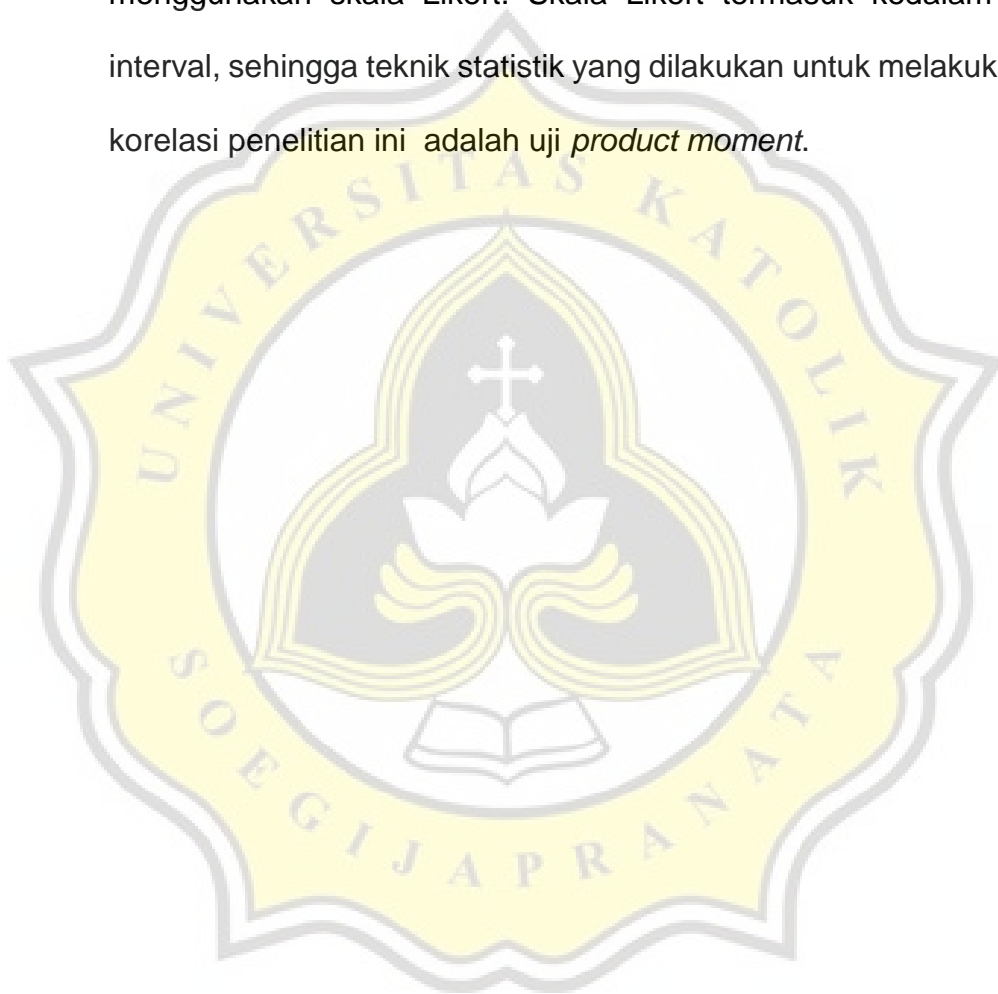 menggunakan skala Likert. Skala Likert termasuk kedalam
interval, sehingga teknik statistik yang dilakukan untuk melakuk
korelasi penelitian ini adalah uji product moment.
UNIVERSITAS KATOLIK
SOEGIJAPRANATA